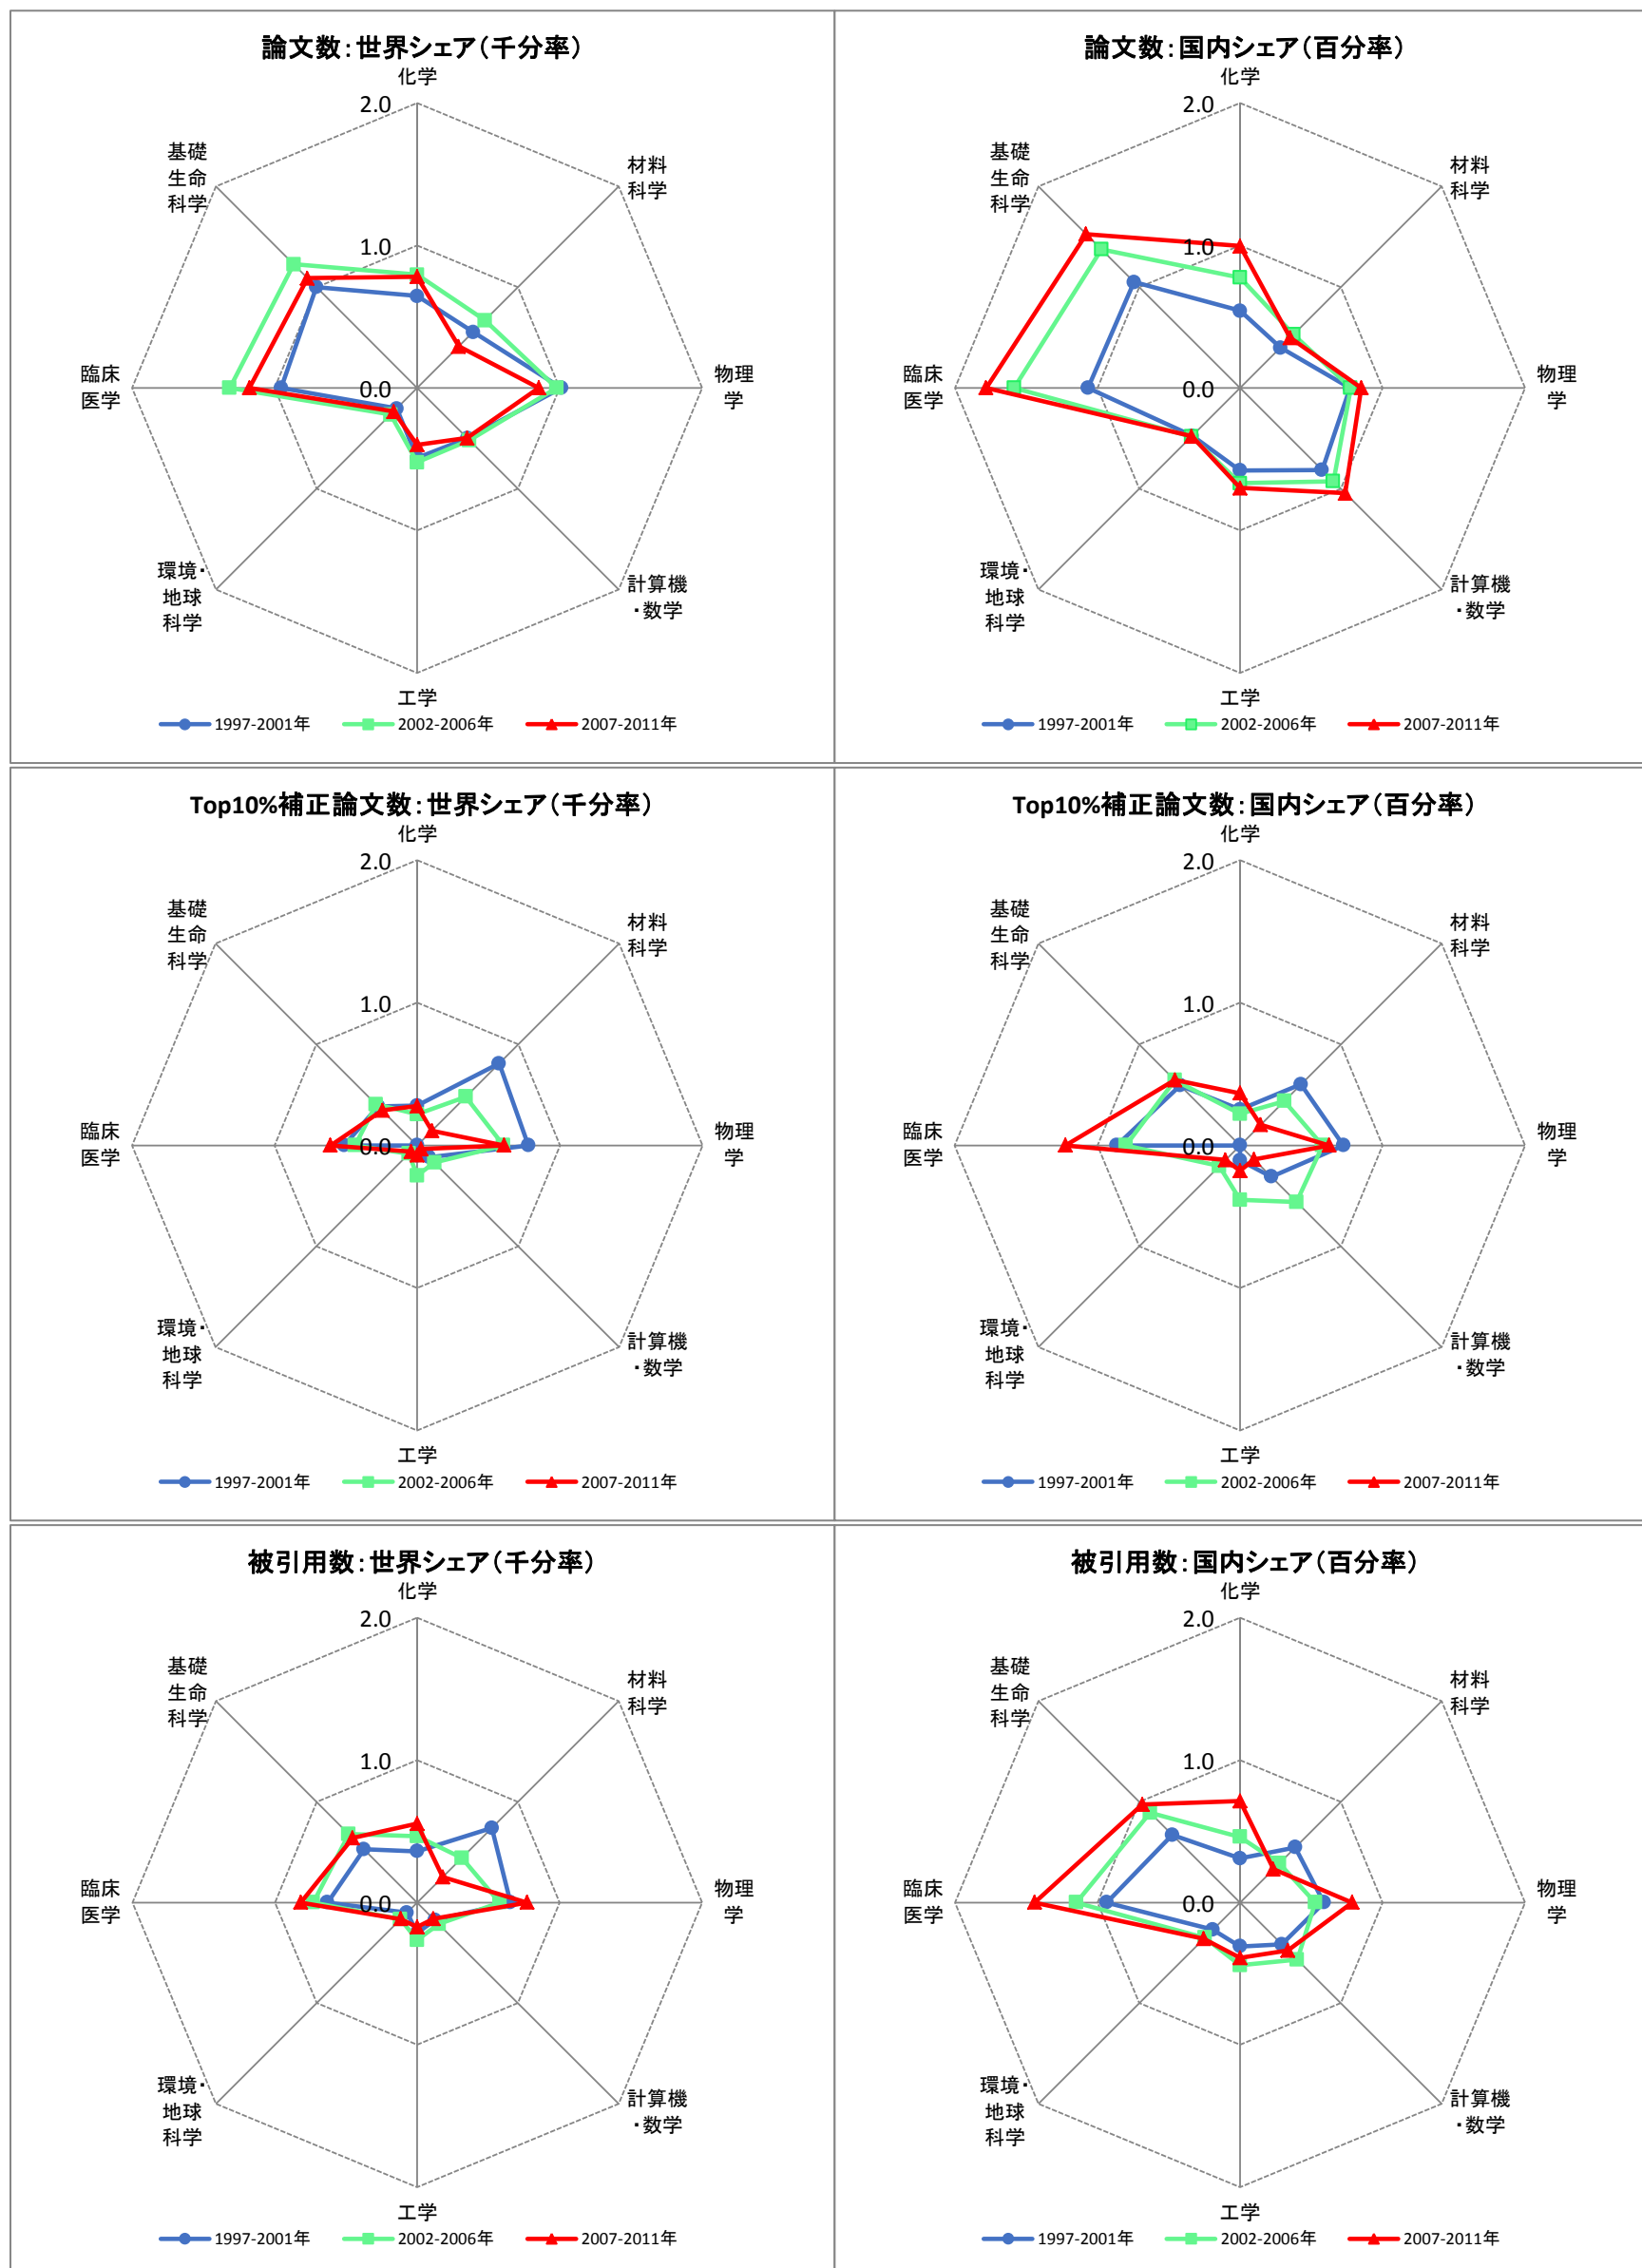 論文数：世界シェア（千分率）
化学
2.0
基礎
生命
科学
材料
科学
1.0
臨床
医学
0.0
物理
学
環境・
地球
科学
計算機
・数学
工学
1997-2001年
2002-2006年
2007-2011年
論文数：国内シェア（百分率）
化学
2.0
基礎
生命
科学
材料
科学
1.0
臨床
医学
0.0
物理
学
環境・
地球
科学
計算機
・数学
工学
1997-2001年
2002-2006年
2007-2011年
Top10%補正論文数：世界シェア（千分率）
化学
2.0
基礎
生命
科学
材料
科学
1.0
臨床
医学
0.0
物理
学
環境・
地球
科学
計算機
・数学
工学
1997-2001年
2002-2006年
2007-2011年
Top10%補正論文数：国内シェア（百分率）
化学
2.0
基礎
生命
科学
材料
科学
1.0
臨床
医学
0.0
物理
学
環境・
地球
科学
計算機
・数学
工学
1997-2001年
2002-2006年
2007-2011年
被引用数：世界シェア（千分率）
化学
2.0
基礎
生命
科学
材料
科学
1.0
臨床
医学
0.0
物理
学
環境・
地球
科学
計算機
・数学
工学
1997-2001年
2002-2006年
2007-2011年
被引用数：国内シェア（百分率）
化学
2.0
基礎
生命
科学
材料
科学
1.0
臨床
医学
0.0
物理
学
環境・
地球
科学
計算機
・数学
工学
1997-2001年
2002-2006年
2007-2011年